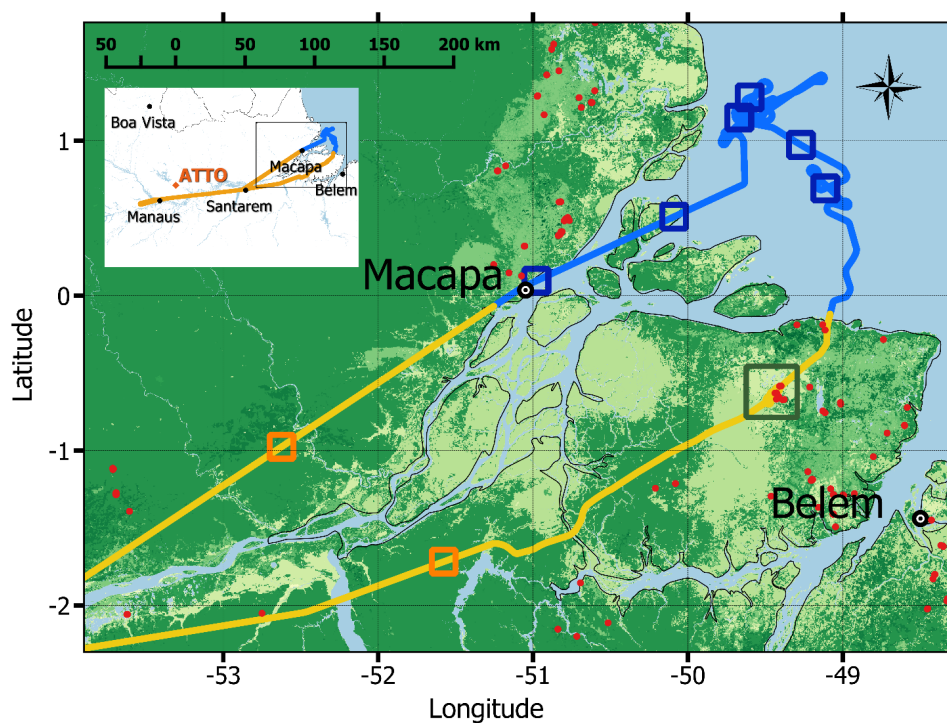 50 0 50 100 150 200 km
Boa Vista
ATTO
Macapa
Belem
Santarem
Manaus
Macapa
Belem
1
0
-1
-2
Latitude
-53 -52 -51 -50 -49
Longitude